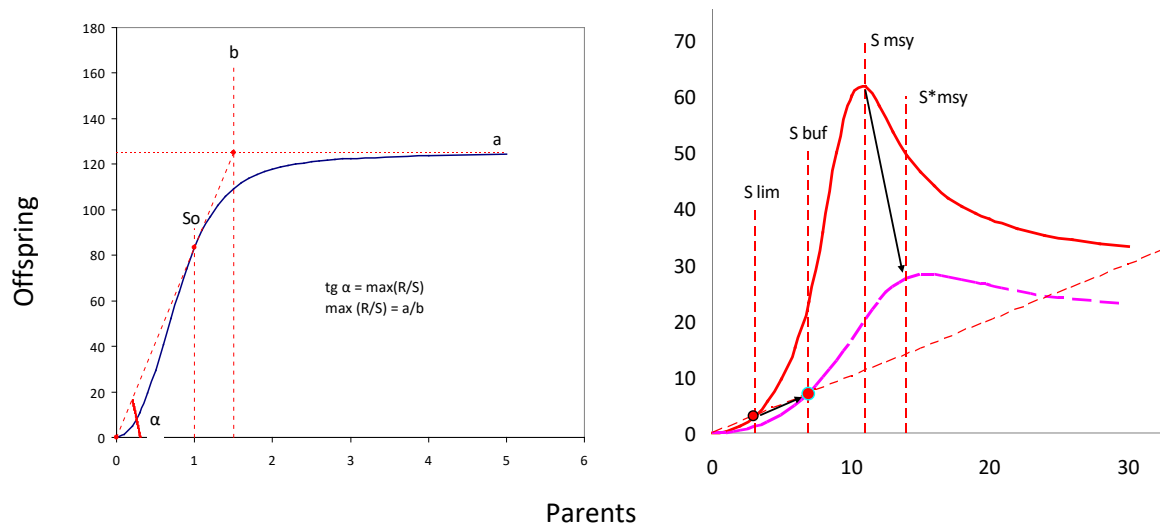 Offspring
180
160
140
120
100
80
60
40
20
0
0 1 2 3 4 5 6
b
a
So
tg α = max(R/S)
max (R/S) = a/b
α
70
60
50
40
30
20
10
0
0 10 20 30
S msy
S*msy
S buf
S lim
Parents